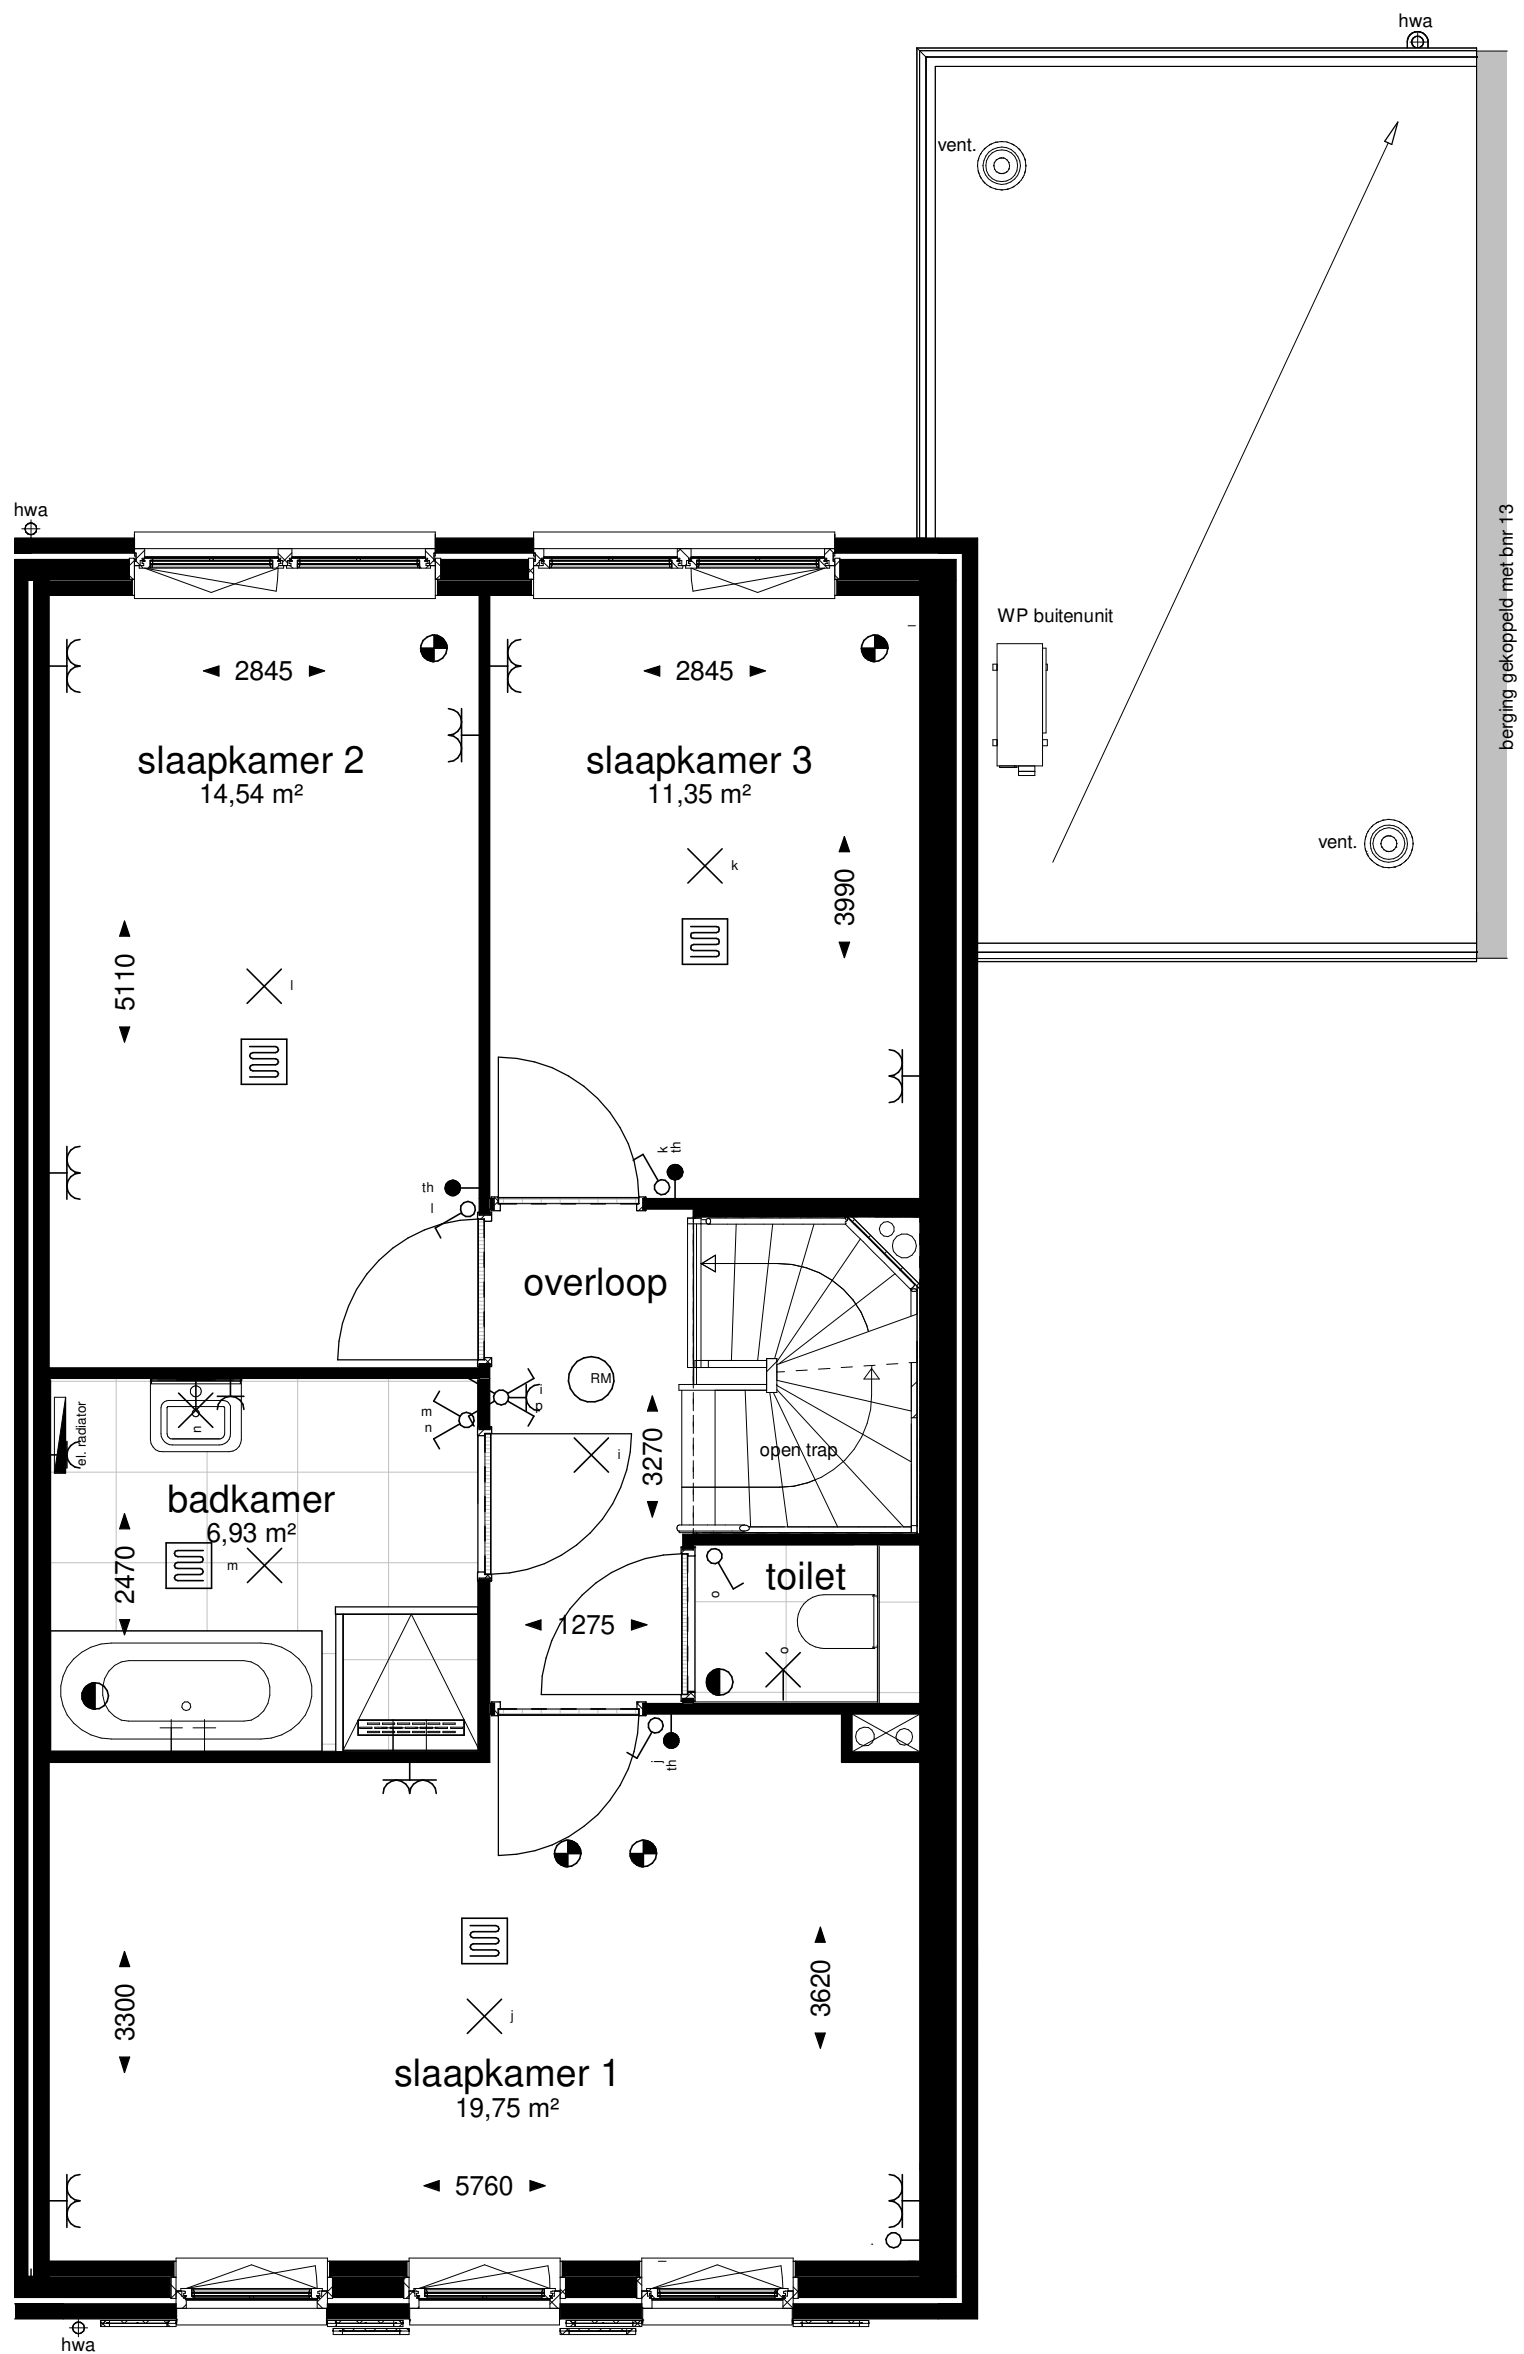 hwa
vent.
hwa
berging gekoppeld met bnr 13
WP buitenunit
2845
2845
slaapkamer 2
14,54 m²
slaapkamer 3
11,35 m²
vent.
k
3990
5110
l
k
th
th
l
overloop
RM
i
p
m
n
n
el. radiator
open trap
3270
i
badkamer
6,93 m²
m
2470
toilet
o
1275
o
j
th
3300
3620
j
slaapkamer 1
19,75 m²
5760
hwa